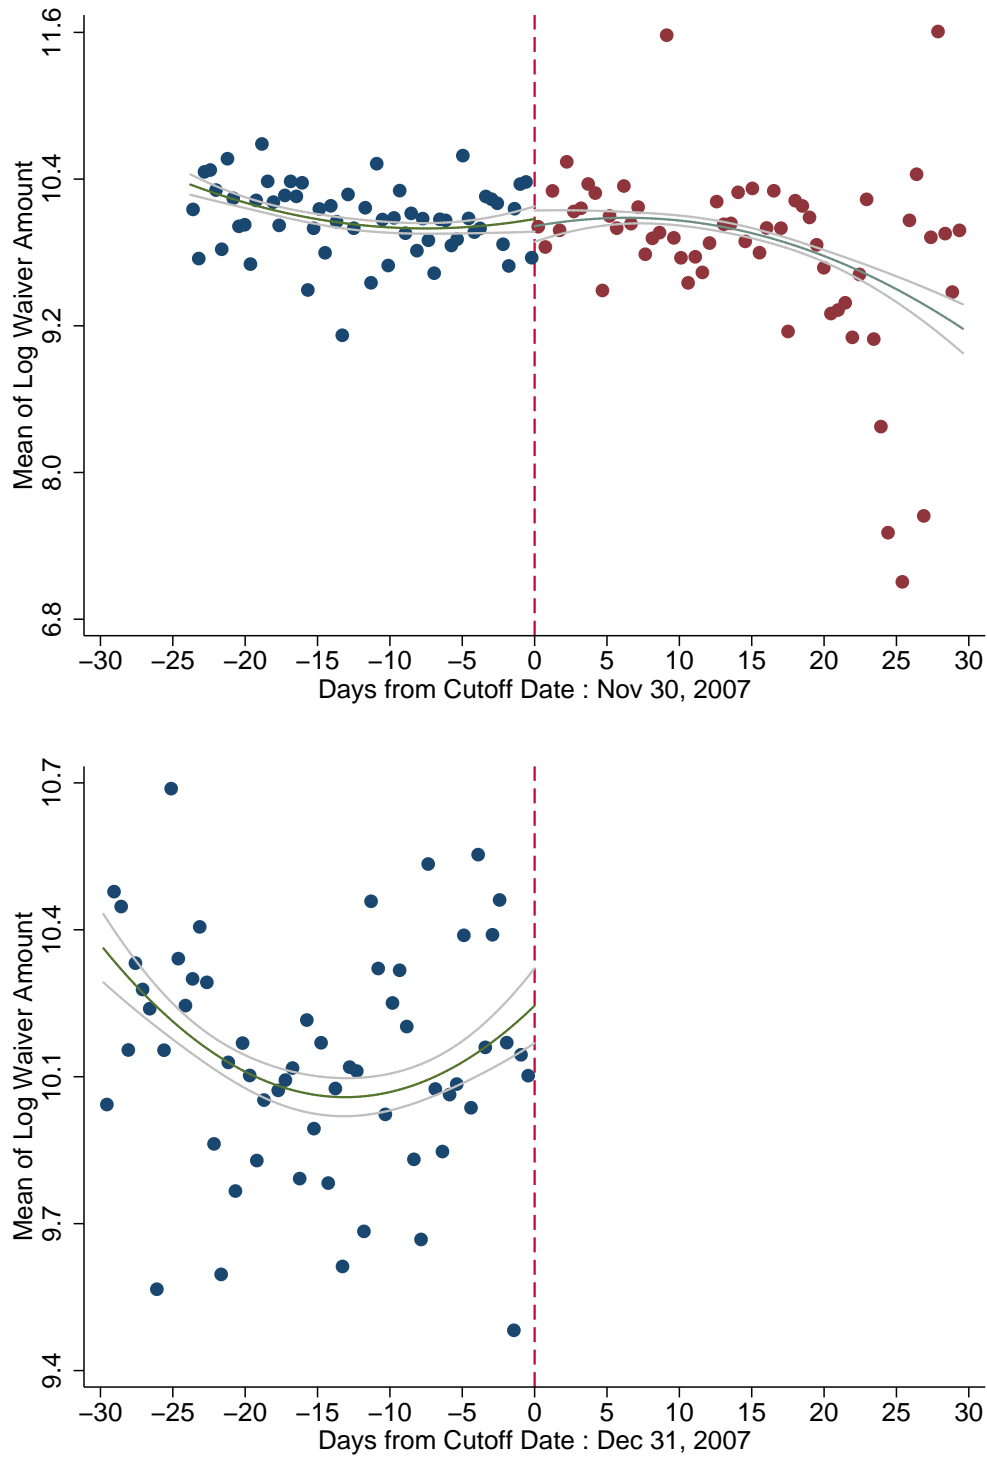 Mean of Log Waiver Amount
11.6
10.4
9.2
8.0
6.8
−30 −25 −20 −15 −10 −5 0 5 10 15 20 25 30
Days from Cutoff Date : Nov 30, 2007
Mean of Log Waiver Amount
10.7
10.4
10.1
9.7
9.4
−30 −25 −20 −15 −10 −5 0 5 10 15 20 25 30
Days from Cutoff Date : Dec 31, 2007